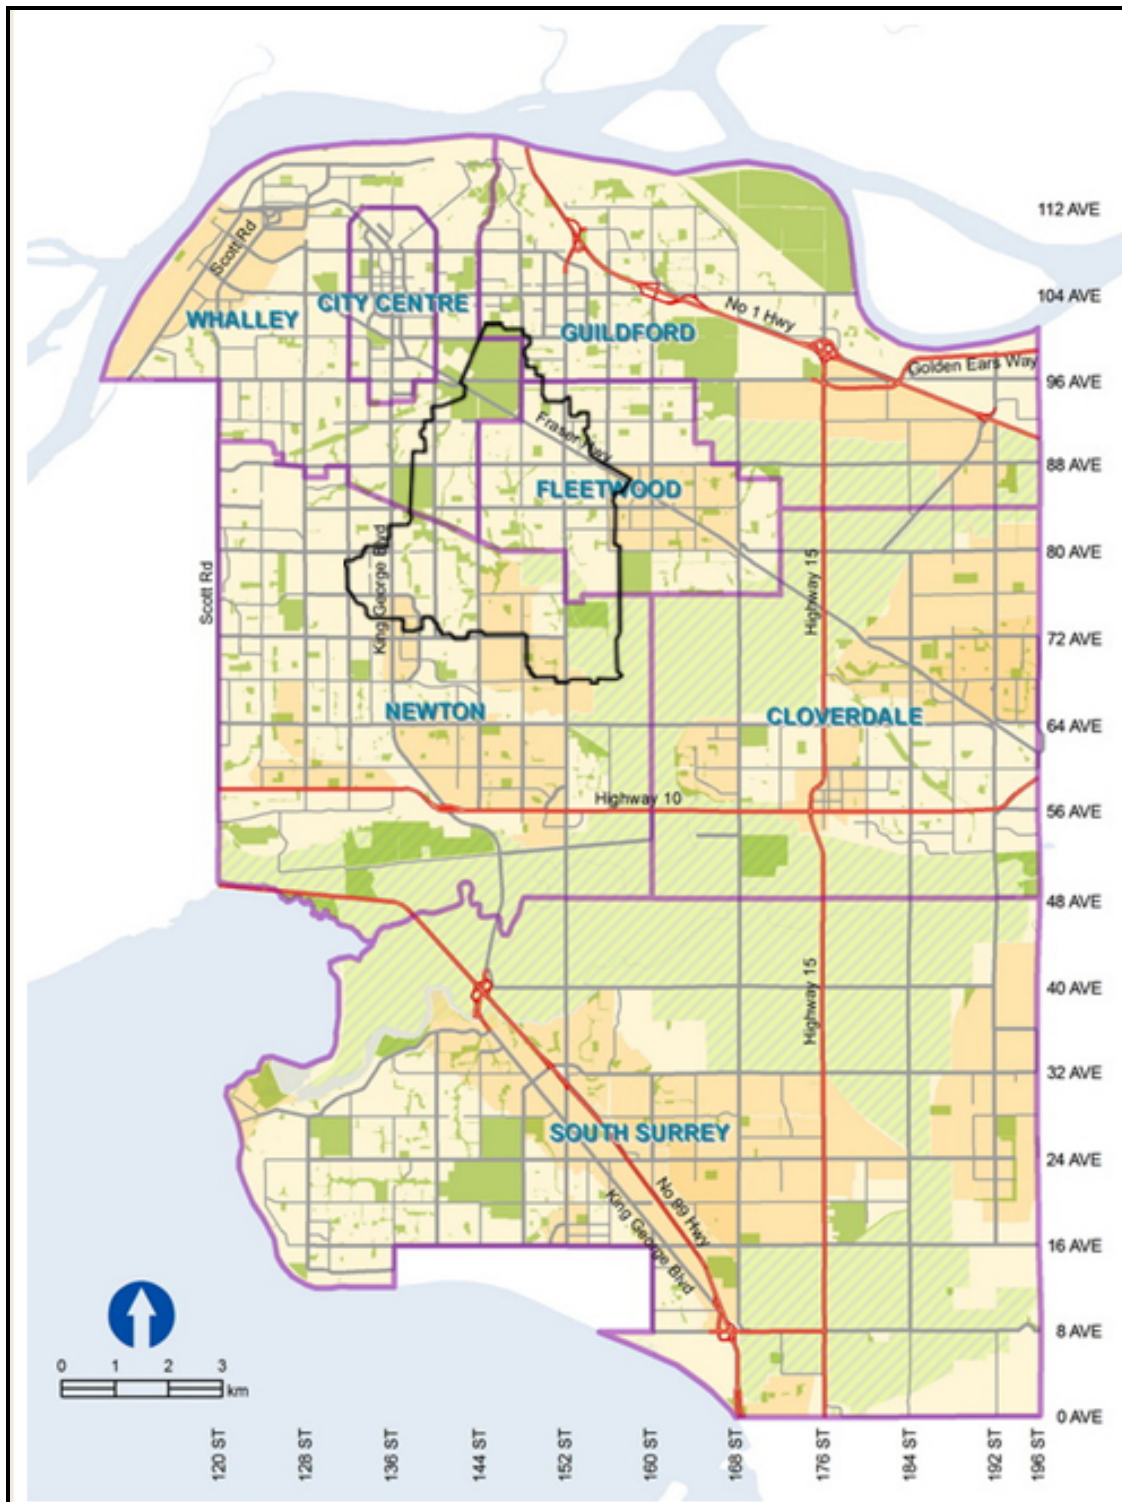 112 AVE
Scott Rd
CITY CENTRE
104 AVE
WHALLEY
No 1 Hwy
GUILDFORD
Golden Ears Way
96 AVE
Fraser Hwy
88 AVE
FLEETWOOD
80 AVE
King George Blvd
Scott Rd
Highway 15
72 AVE
NEWTON
CLOVERDALE
64 AVE
Highway 10
56 AVE
48 AVE
40 AVE
Highway 15
32 AVE
SOUTH SURREY
24 AVE
No 99 Hwy
King George Blvd
16 AVE
8 AVE
0 1 2 3
km
0 AVE
120 ST
128 ST
136 ST
144 ST
152 ST
160 ST
168 ST
176 ST
184 ST
192 ST
196 ST